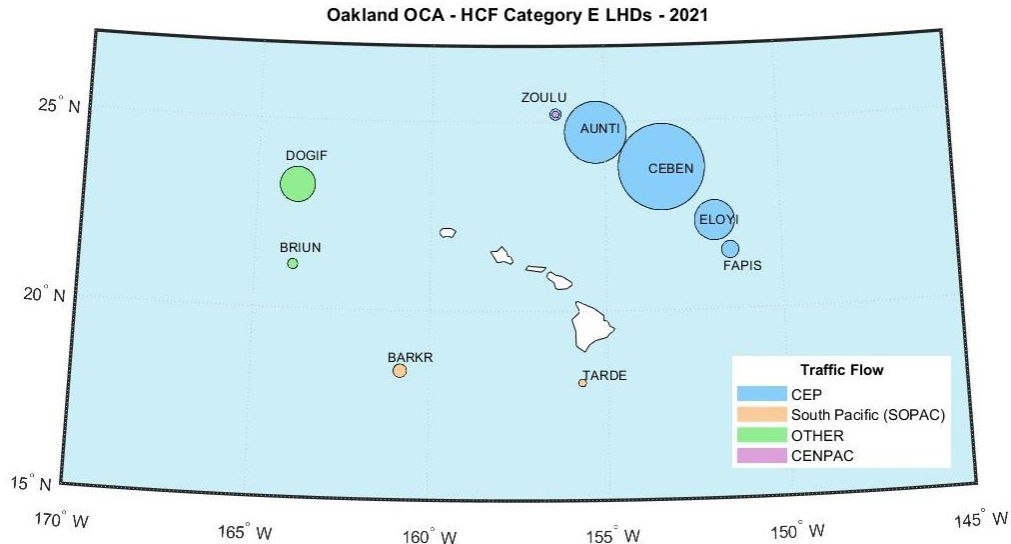 Oakland OCA - HCF Category E LHDs - 2021
25° N
ZOULU
AUNTI
CEBEN
DOGIF
ELOYI
BRIUN
FAPIS
20° N
BARKR
TARDE
Traffic Flow
CEP
South Pacific (SOPAC)
OTHER
CENPAC
15° N
170° W
165° W
160° W
155° W
150° W
145° W